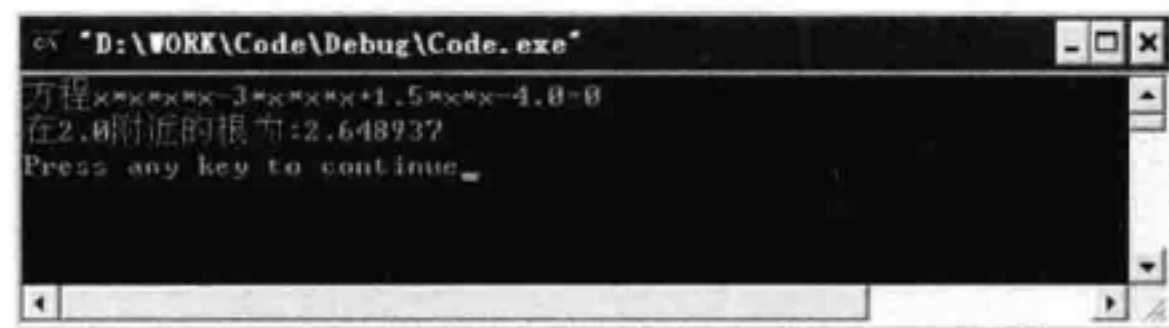 "D:\WORK\Code\Debug\Code.exe"
方程x*x*x*x-3*x*x*x+1.5*x*x-4.0=0
在2.0附近的根为:2.648937
Press any key to continue_